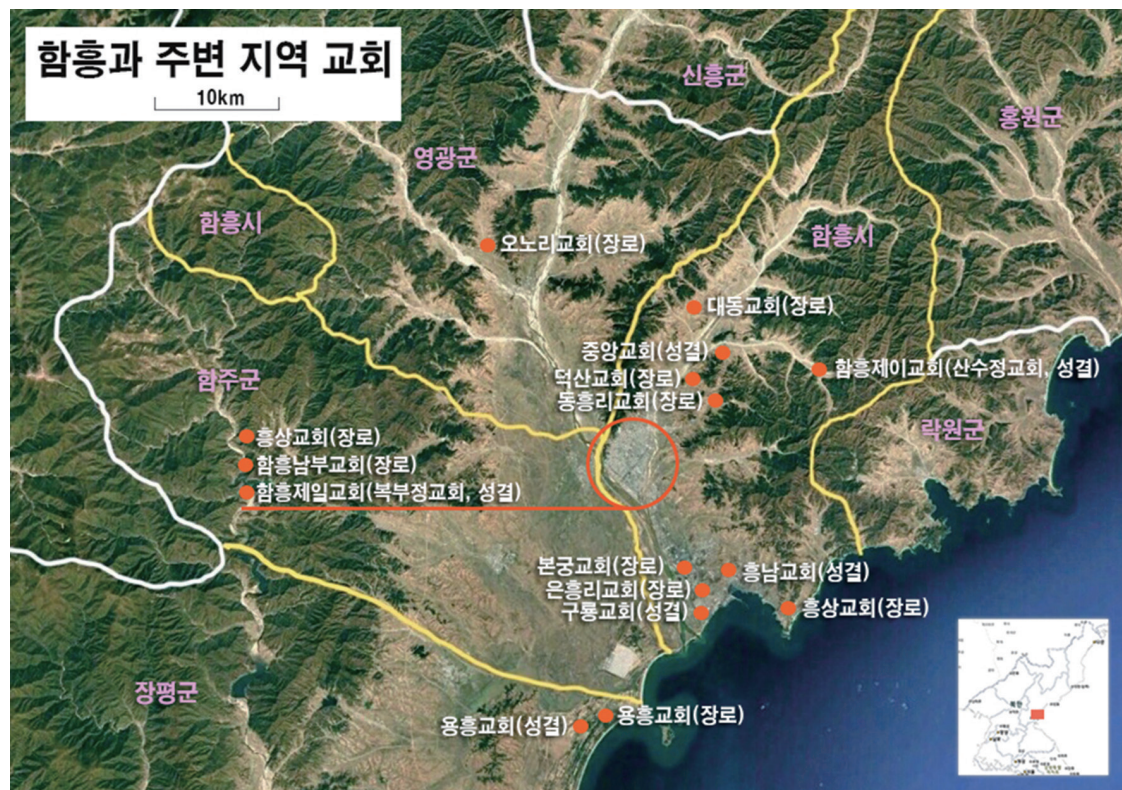 함흥과 주변 지역 교회
10km
신흥군
홍원군
영광군
함흥시
함흥시
오노리교회(장로)
대동교회(장로)
중앙교회(성결)
함흥제이교회(산수정교회, 성결)
덕산교회(장로)
함주군
동흥리교회(장로)
락원군
흥상교회(장로)
함흥남부교회(장로)
함흥제일교회(복부정교회, 성결)
본궁교회(장로)
흥남교회(성결)
은흥리교회(장로)
구룡교회(성결)
흥상교회(장로)
장평군
용흥교회(장로)
용흥교회(성결)
북한